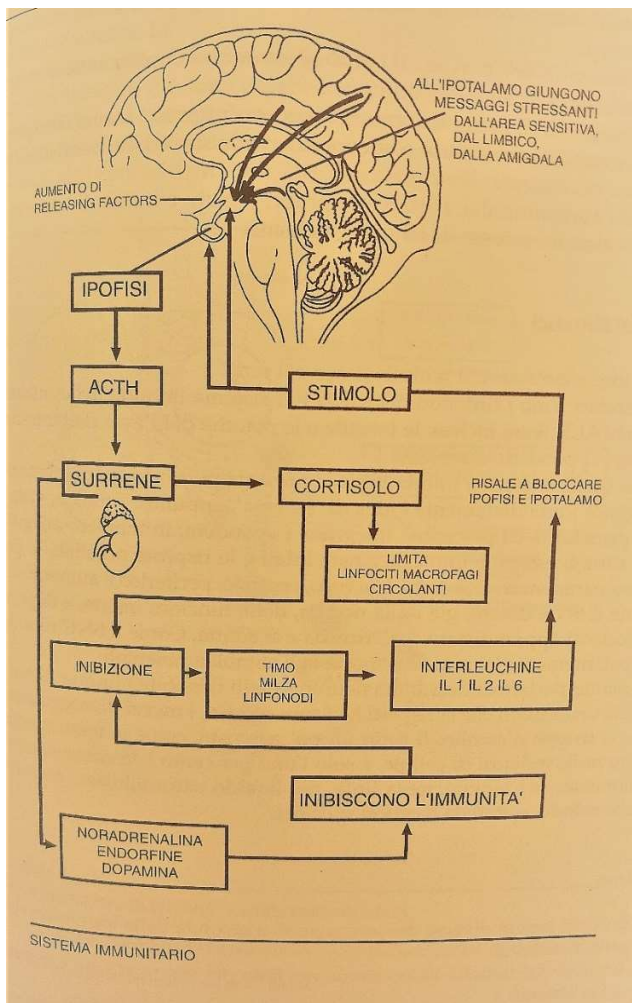 ALL'IPOTALAMO GIUNGONO
MESSAGGI STRESSANTI
DALL'AREA SENSITIVA,
DAL LIMBICO,
DALLA AMIGDALA
AUMENTO DI
RELEASING FACTORS
IPOFISI
ACTH
STIMOLO
SURRENE
CORTISOLO
RISALE A BLOCCARE
IPOFISI E IPOTALAMO
LIMITA
LINFOCITI MACROFAGI
CIRCOLANTI
INIBIZIONE
TIMO
MILZA
LINFONODI
INTERLEUCHINE
IL 1 IL 2 IL 6
INIBISCONO L'IMMUNITA'
NORADRENALINA
ENDORFINE
DOPAMINA
SISTEMA IMMUNITARIO